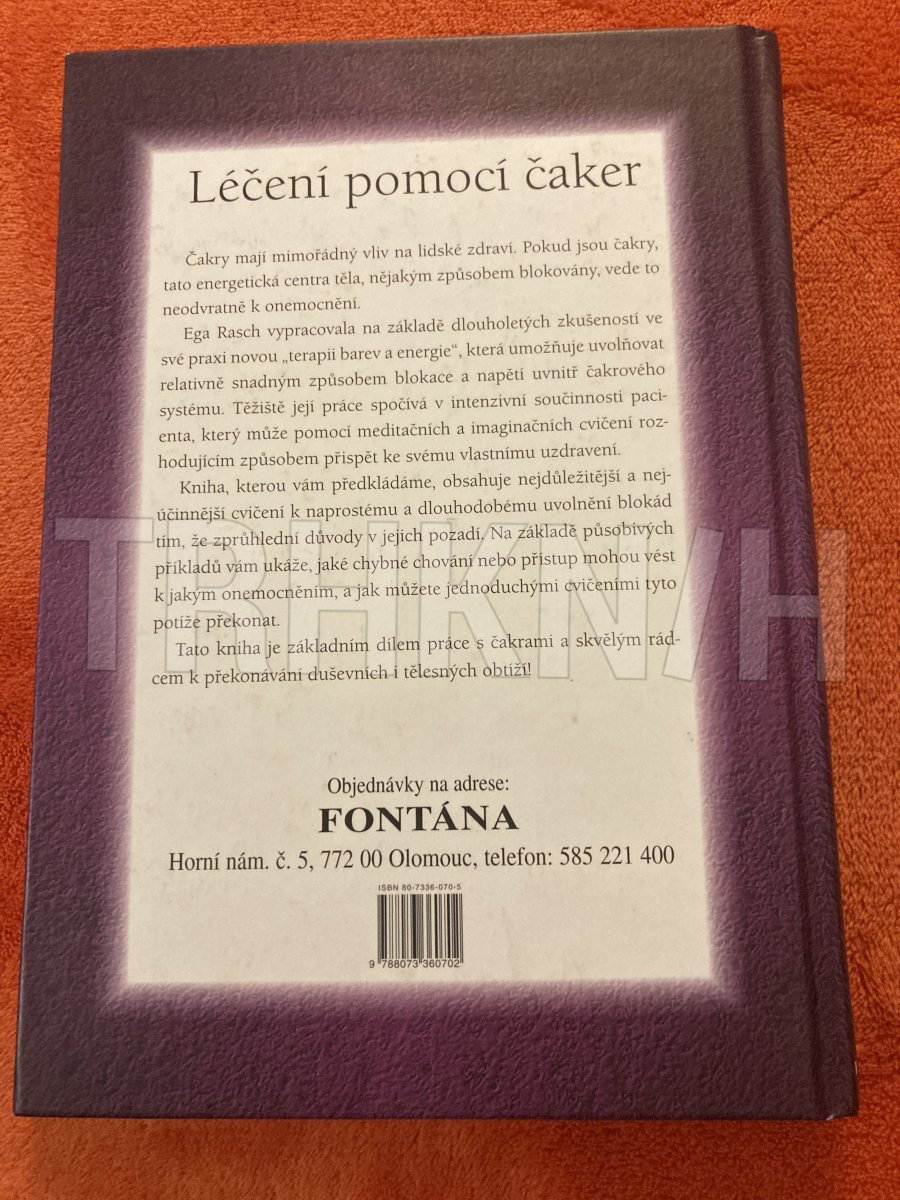 Léčení pomocí čaker
Čakry mají mimořádný vliv na lidské zdraví. Pokud jsou čakry,
tato energetická centra těla, nějakým způsobem blokovány, vede to
neodvratně k onemocnění.
Ega Rasch vypracovala na základě dlouholetých zkušeností ve
své praxi novou „terapii barev a energie“, která umožňuje uvolňovat
relativně snadným způsobem blokace a napětí uvnitř čakrového
systému. Těžiště její práce spočívá v intenzivní součinnosti paci-
enta, který může pomocí meditačních a imaginačních cvičení roz-
hodujícím způsobem přispět ke svému vlastnímu uzdravení.
Kniha, kterou vám předkládáme, obsahuje nejdůležitější a nej-
účinnější cvičení k naprostému a dlouhodobému uvolnění blokád
tím, že zprůhlední důvody v jejich pozadí. Na základě působivých
příkladů vám ukáže, jaké chybné chování nebo přístup mohou vést
k jakým onemocněním, a jak můžete jednoduchými cvičeními tyto
potíže překonat.
Tato kniha je základním dílem práce s čakrami a skvělým rád-
cem k překonávání duševních i tělesných obtíží!
TRHKNIH
Objednávky na adrese:
FONTÁNA
Horní nám. č. 5, 772 00 Olomouc, telefon: 585 221 400
ISBN 80-7336-070-5
9 788073 360702